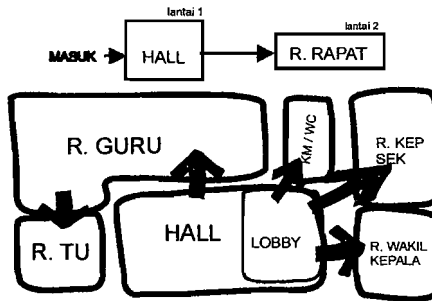 lantai 1
lantai 2
MASUK
HALL
R. RAPAT
R. GURU
KM / WC
R. KEP
SEK
R. TU
HALL
LOBBY
R. WAKIL
KEPALA